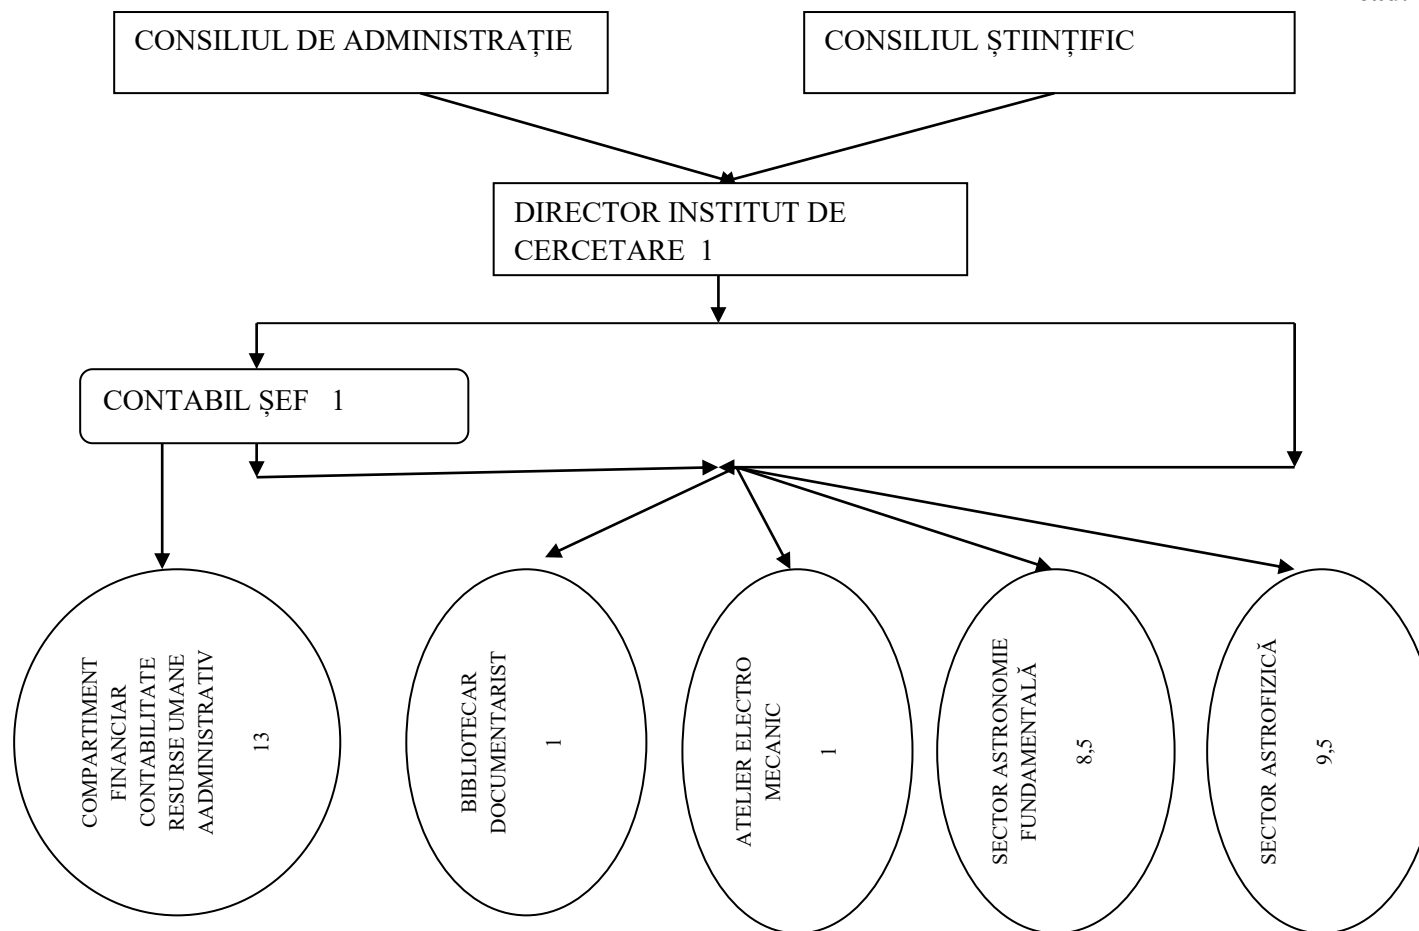 CONSILIUL DE ADMINISTRAȚIE
CONSILIUL ȘTIINȚIFIC
DIRECTOR INSTITUT DE
CERCETARE 1
CONTABIL ȘEF 1
COMPARTIMENT
FINANCIAR
CONTABILITATE
RESURSE UMANE
AADMINISTRATIV
13
BIBLIOTECAR
DOCUMENTARIST
1
ATELIER ELECTRO
MECANIC
1
SECTOR ASTRONOMIE
FUNDAMENTALĂ
8,5
SECTOR ASTROFIZICĂ
9,5